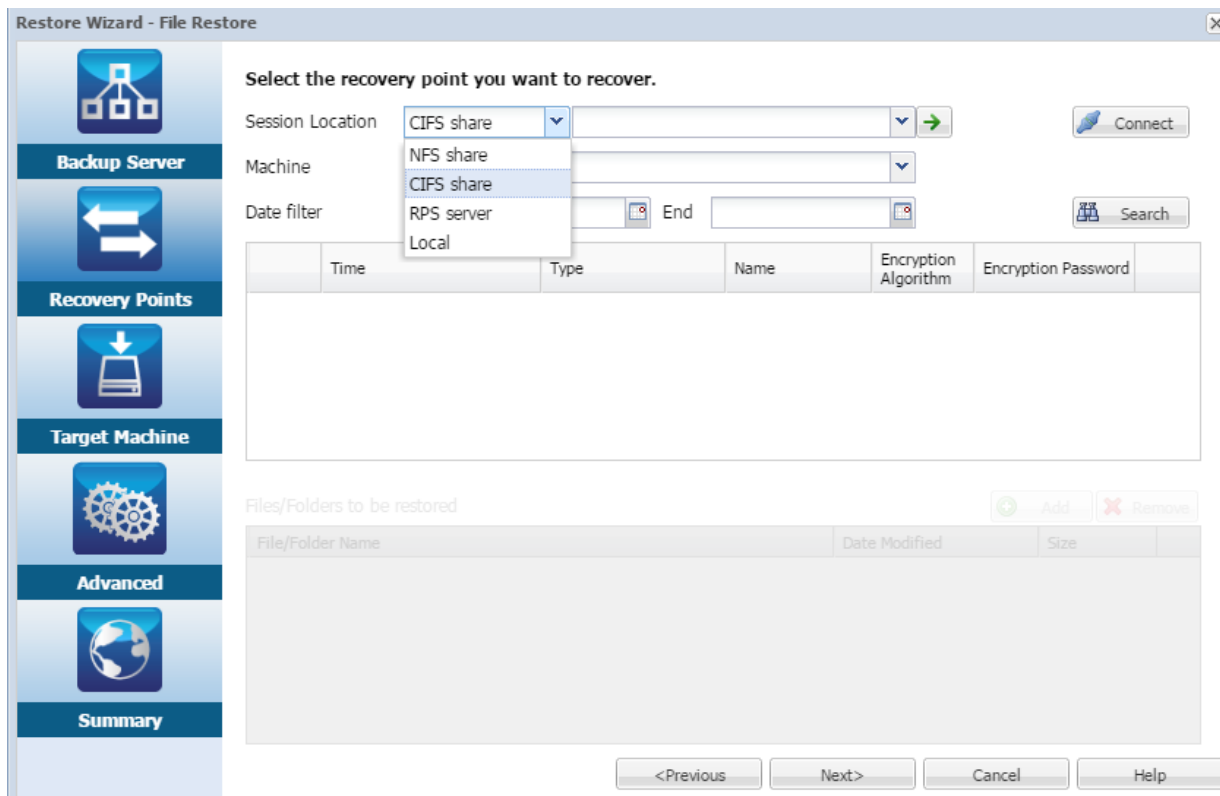 Restore Wizard - File Restore
Backup Server
Recovery Points
Target Machine
Advanced
Summary
Select the recovery point you want to recover.
Session Location CIFS share Connect
NFS share
Machine
CIFS share
Date filter RPS server End Search
Local
Time Type Name Encryption Algorithm Encryption Password
Files/Folders to be restored Add Remove
File/Folder Name Date Modified Size
<Previous Next> Cancel Help